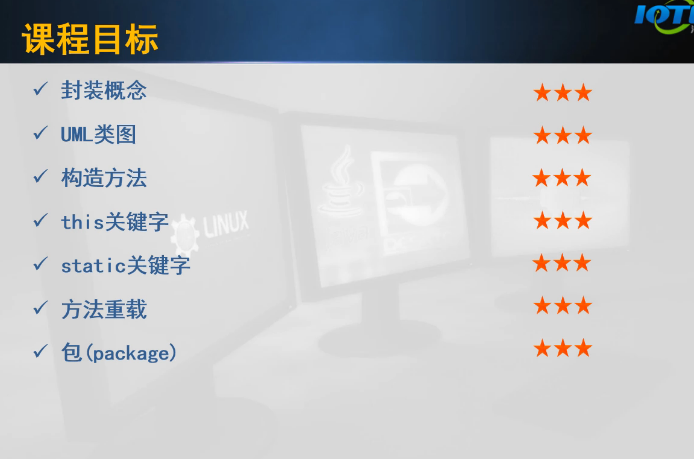 课程目标
封装概念 ★★★
UML类图 ★★★
构造方法 ★★★
this关键字 ★★★
static关键字 ★★★
方法重载 ★★★
包(package) ★★★
LINUX